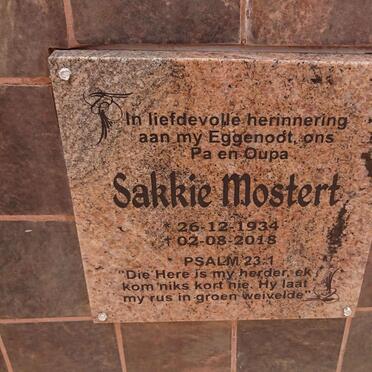 In liefdevolle herinnering
aan my Eggenoot, ons
Pa en Oupa
Sakkie Mostert
* 26-12-1934
† 02-08-2018
* PSALM 23:1
"Die Here is my herder, ek
kom niks kort nie. Hy laat
my rus in groen weivelde"